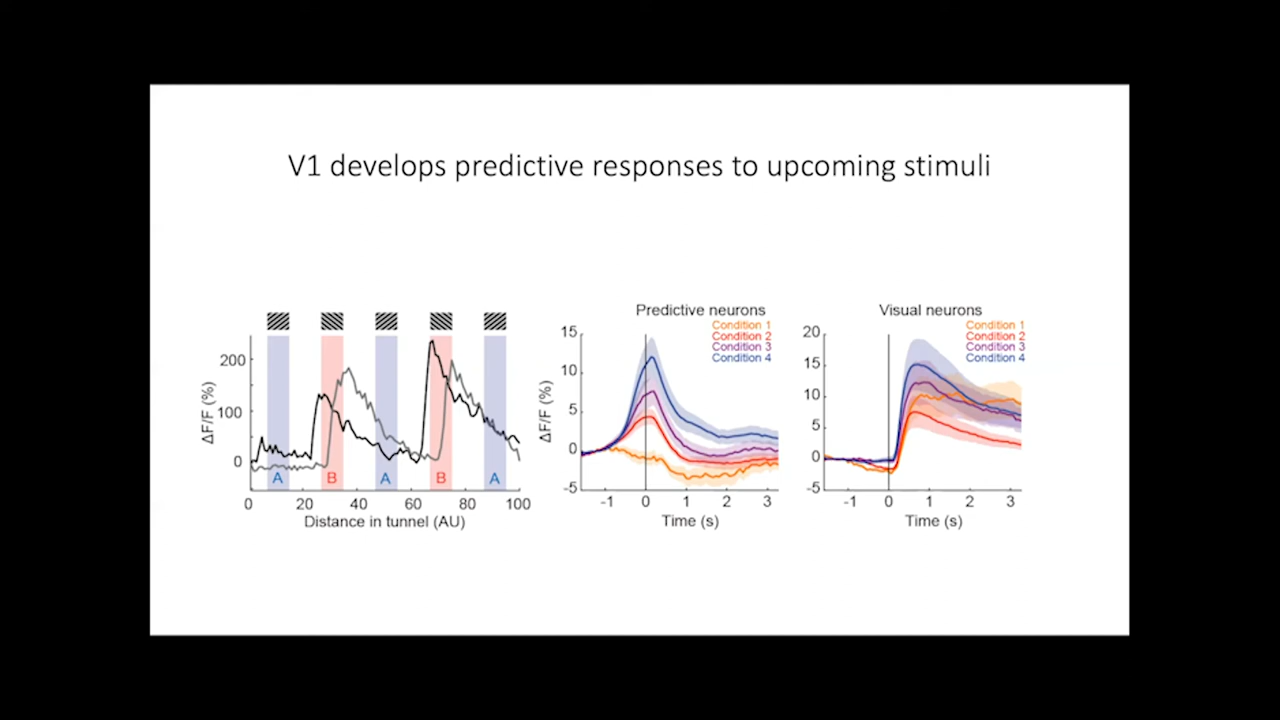 V1 develops predictive responses to upcoming stimuli
ΔF/F (%)
200
100
0
A
B
A
B
A
0
20
40
60
80
100
Distance in tunnel (AU)
Predictive neurons
Condition 1
Condition 2
Condition 3
Condition 4
ΔF/F (%)
15
10
5
0
-5
-1
0
1
2
3
Time (s)
Visual neurons
Condition 1
Condition 2
Condition 3
Condition 4
20
15
10
5
0
-5
-1
0
1
2
3
Time (s)